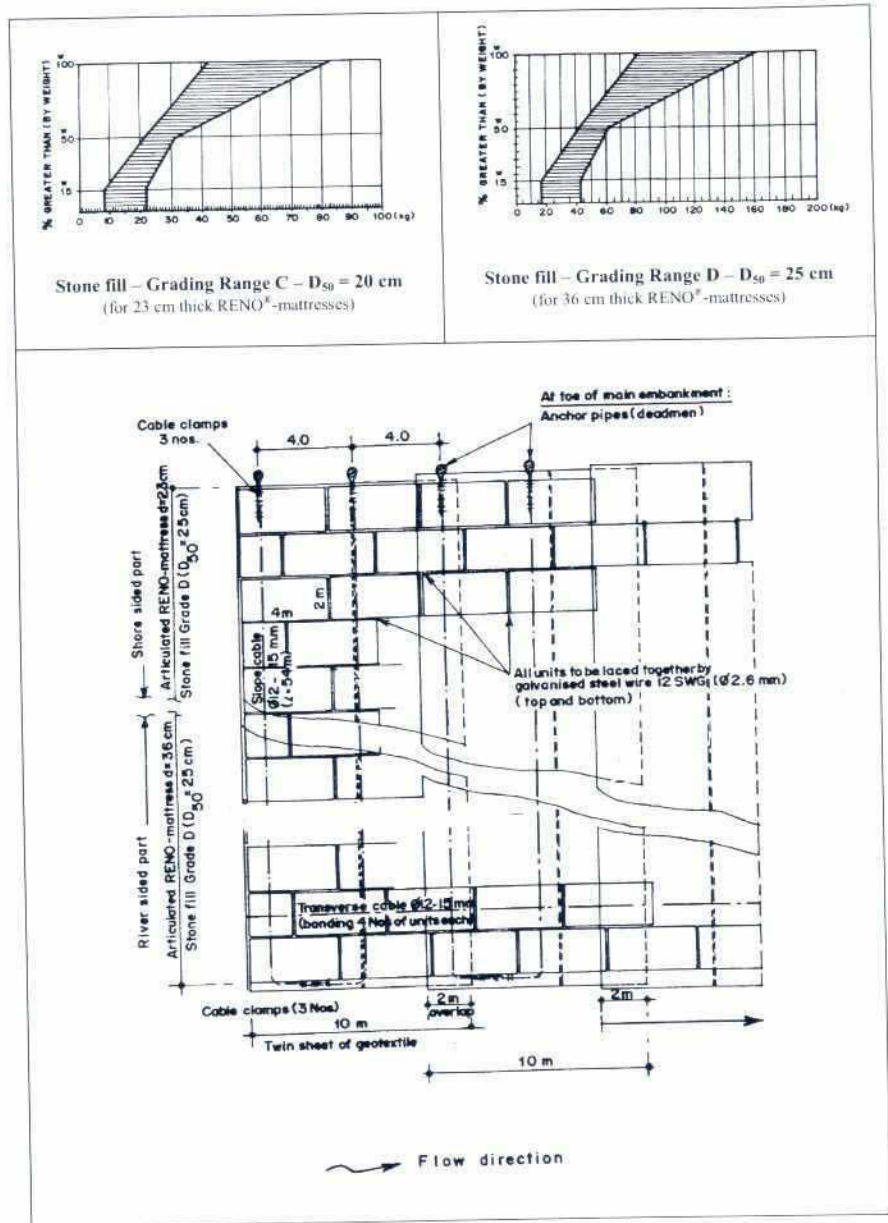 % GREATER THAN (BY WEIGHT)
100%
50%
15%
0 10 20 30 40 50 60 70 80 90 100 (kg)
Stone fill – Grading Range C – D50 = 20 cm
(for 23 cm thick RENO®-mattresses)
% GREATER THAN (BY WEIGHT)
100%
50%
15%
0 20 40 60 80 100 120 140 160 180 200 (kg)
Stone fill – Grading Range D – D50 = 25 cm
(for 36 cm thick RENO®-mattresses)
At toe of main embankment :
Anchor pipes (deadmen)
Cable clamps
3 nos.
4.0
4.0
Shore sided part
Articulated RENO-mattress d=23cm
Stone fill Grade D (D50=25cm)
4m
2 m
Slope cable
Ø12 - 15 mm
(L=54m)
All units to be laced together by
galvanised steel wire 12 SWG (Ø2.6 mm)
(top and bottom)
River sided part
Articulated RENO-mattress d=36cm
Stone fill Grade D (D50=25cm)
Transverse cable Ø12-15 mm
(bonding 4 Nos of units each)
Cable clamps (3 Nos)
2m
overlap
2m
10 m
Twin sheet of geotextile
10 m
Flow direction